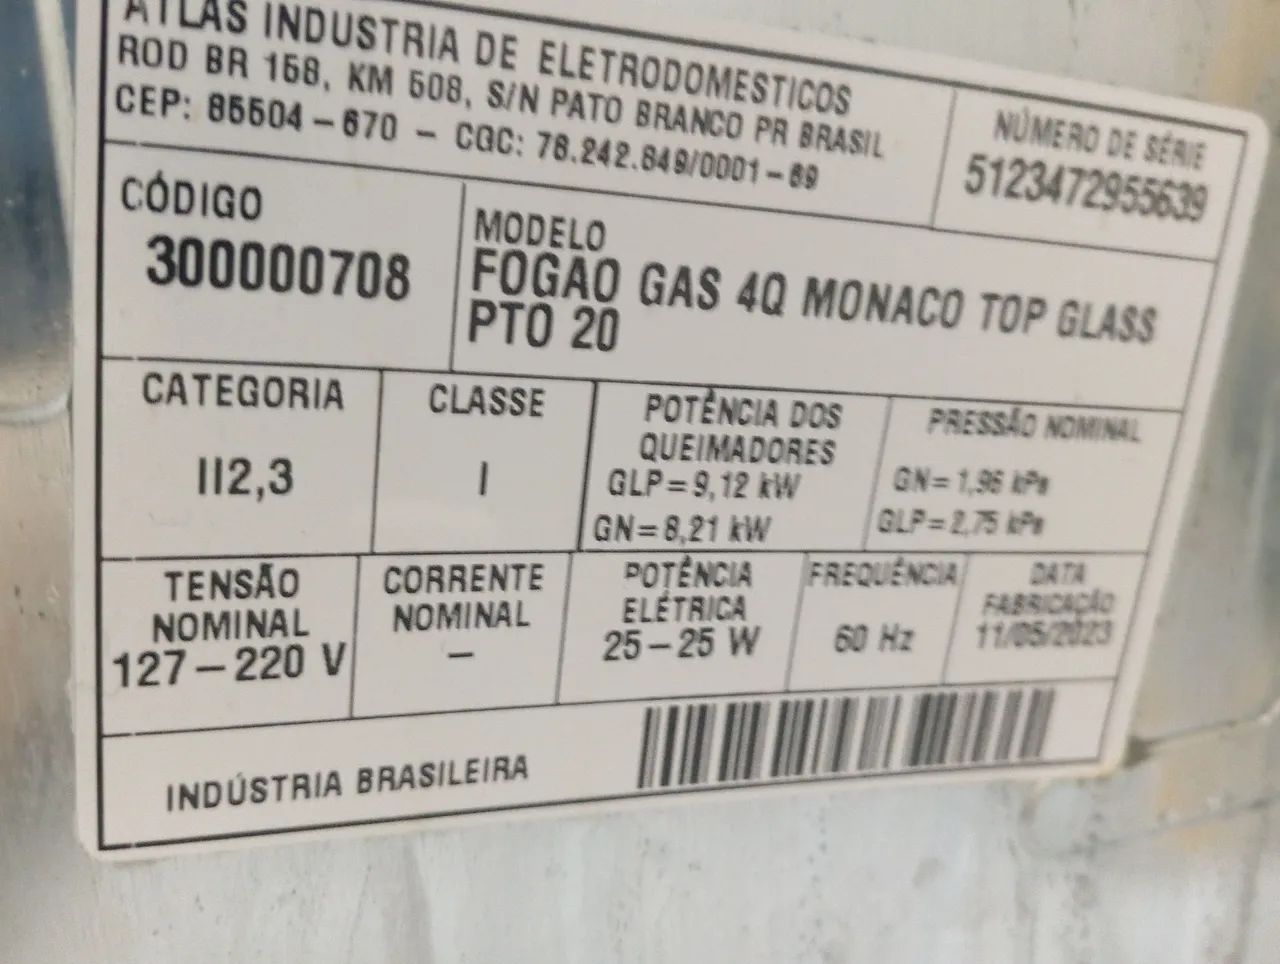 ATLAS INDUSTRIA DE ELETRODOMESTICOS
ROD BR 158, KM 508, S/N PATO BRANCO PR BRASIL
CEP: 85504-670 - CGC: 76.242.849/0001-69
NÚMERO DE SÉRIE
5123472955639
CÓDIGO
300000708
MODELO
FOGAO GAS 4Q MONACO TOP GLASS
PTO 20
CATEGORIA
II2,3
CLASSE
I
POTÊNCIA DOS
QUEIMADORES
GLP=9,12 kW
GN=8,21 kW
PRESSÃO NOMINAL
GN=1,96 kPa
GLP=2,75 kPa
TENSÃO
NOMINAL
127-220 V
CORRENTE
NOMINAL
-
POTÊNCIA
ELÉTRICA
25-25 W
FREQUÊNCIA
60 Hz
DATA
FABRICAÇÃO
11/05/2023
INDÚSTRIA BRASILEIRA